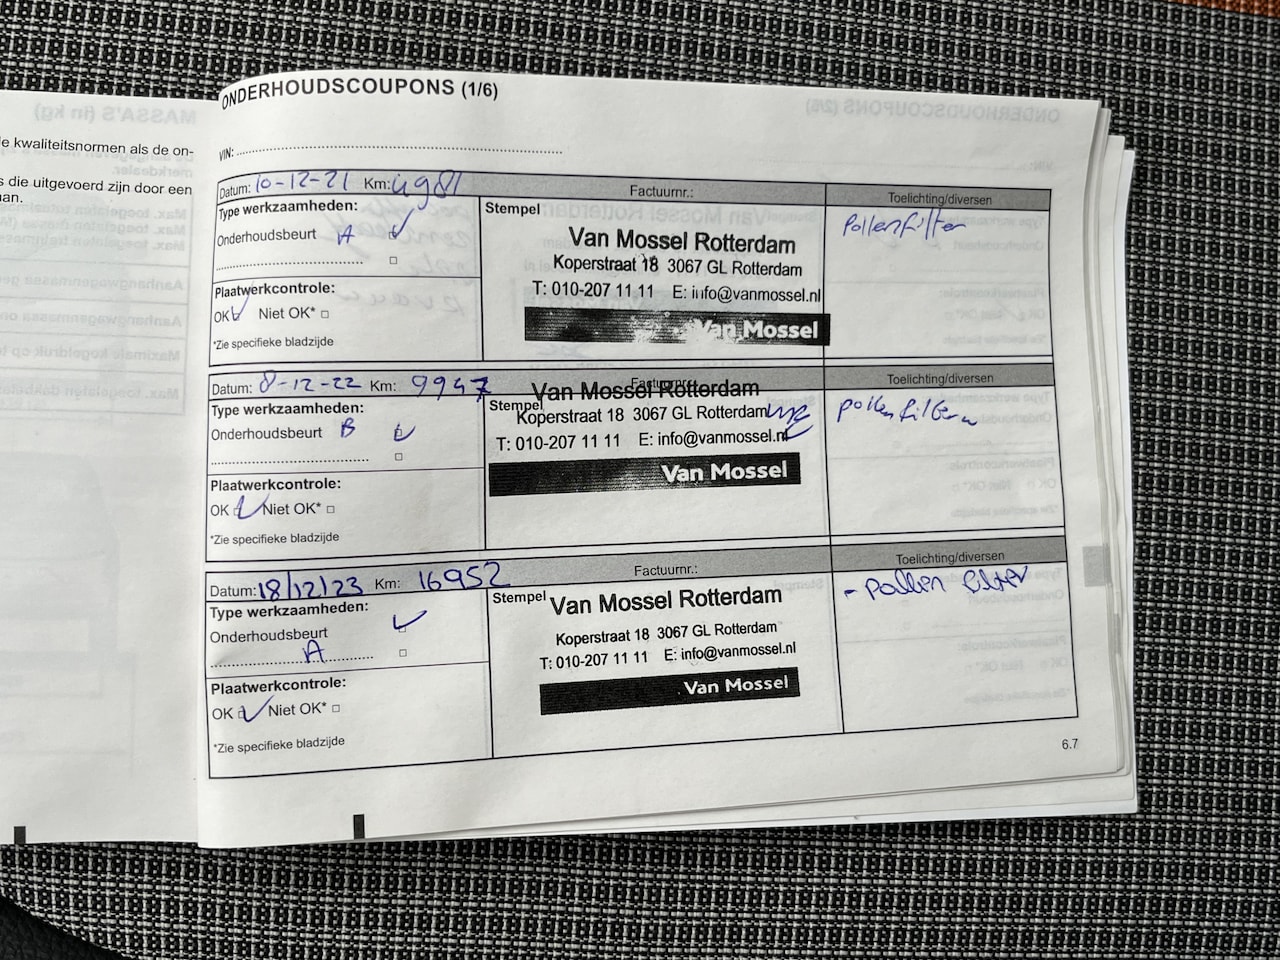 le kwaliteitsnormen als de on-
s die uitgevoerd zijn door een
aan.
ONDERHOUDSCOUPONS (1/6)
VIN:
Datum: 10-12-21 Km: 4981 Factuurnr.: Toelichting/diversen
Type werkzaamheden: Stempel Pollenfilter
Onderhoudsbeurt A
Van Mossel Rotterdam
Koperstraat 18 3067 GL Rotterdam
Plaatwerkcontrole: T: 010-207 11 11 E: info@vanmossel.nl
OK Niet OK* □
Van Mossel
*Zie specifieke bladzijde
Datum: 8-12-22 Km: 9947 Factuurnr.: Toelichting/diversen
Van Mossel Rotterdam
Type werkzaamheden: Stempel pollenfilter
Koperstraat 18 3067 GL Rotterdam
Onderhoudsbeurt B
T: 010-207 11 11 E: info@vanmossel.nl
Van Mossel
Plaatwerkcontrole:
OK Niet OK* □
*Zie specifieke bladzijde
Datum: 18/12/23 Km: 16952 Factuurnr.: Toelichting/diversen
Type werkzaamheden: Stempel - pollen filter
Van Mossel Rotterdam
Onderhoudsbeurt
A
Koperstraat 18 3067 GL Rotterdam
T: 010-207 11 11 E: info@vanmossel.nl
Plaatwerkcontrole: Van Mossel
OK Niet OK* □
*Zie specifieke bladzijde
6.7